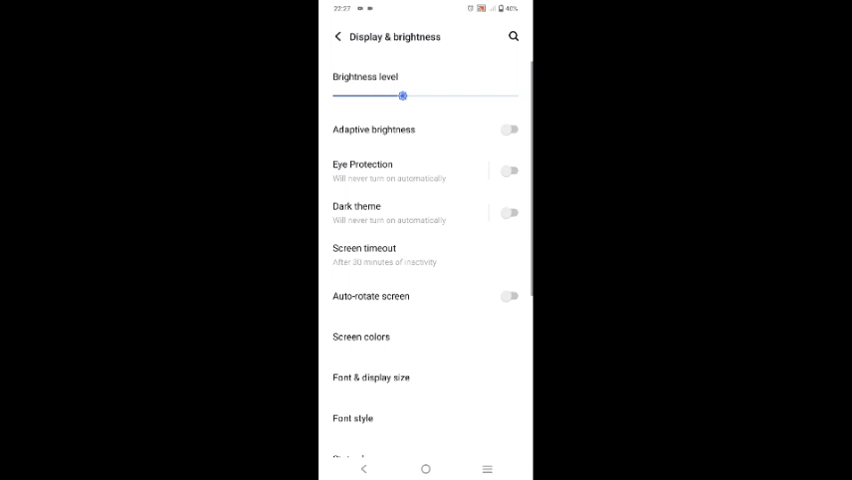 22:27 40%
Display & brightness
Brightness level
Adaptive brightness
Eye Protection
Will never turn on automatically
Dark theme
Will never turn on automatically
Screen timeout
After 30 minutes of inactivity
Auto-rotate screen
Screen colors
Font & display size
Font style